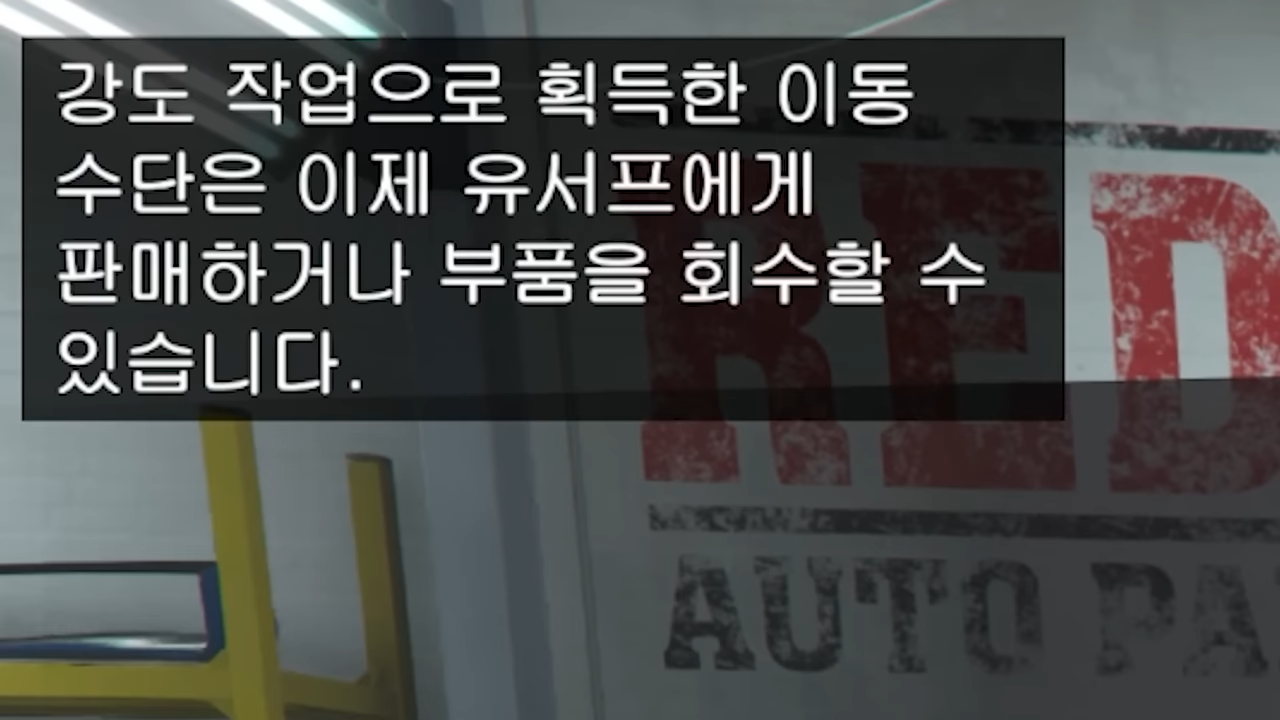 강도 작업으로 획득한 이동
수단은 이제 유서프에게
판매하거나 부품을 회수할 수
있습니다.
RED
AUTO PA